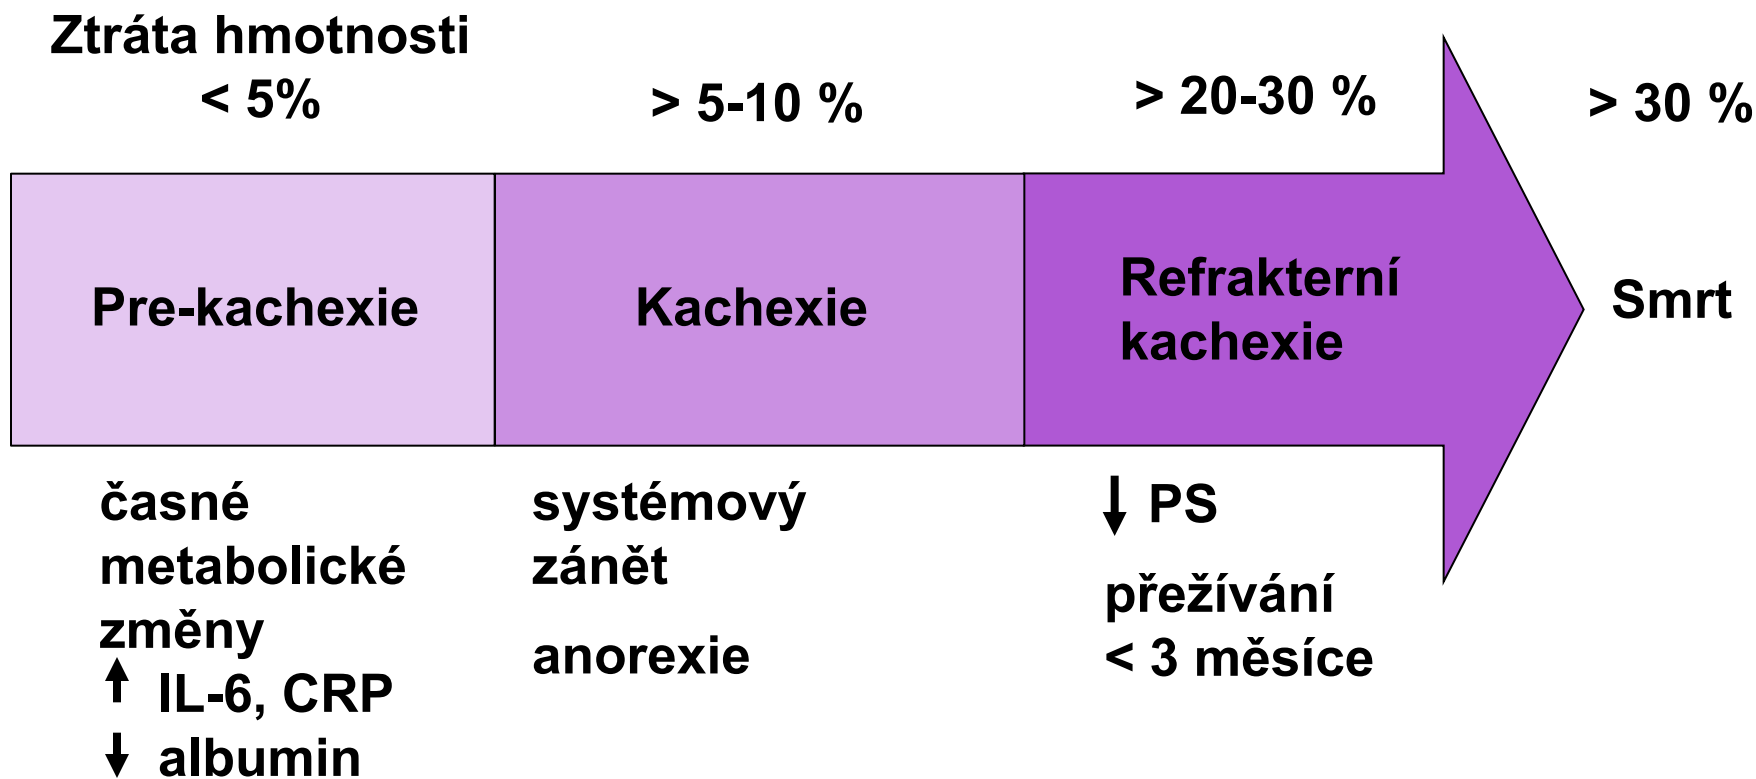 Ztráta hmotnosti
< 5%
> 5-10 %
> 20-30 %
> 30 %
Pre-kachexie
Kachexie
Refrakterní
kachexie
Smrt
časné
metabolické
změny
↑ IL-6, CRP
↓ albumin
systémový
zánět
anorexie
↓ PS
přežívání
< 3 měsíce